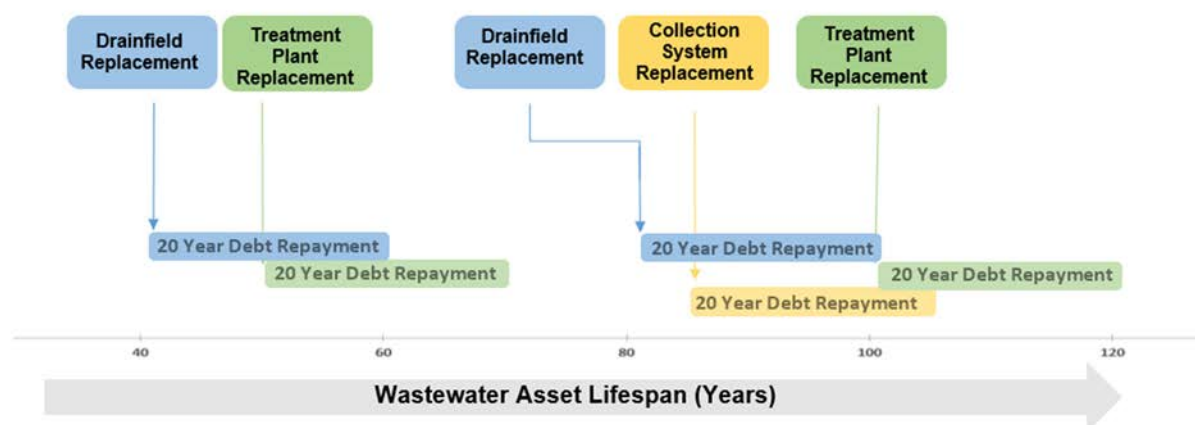 Drainfield
Replacement
Treatment
Plant
Replacement
Drainfield
Replacement
Collection
System
Replacement
Treatment
Plant
Replacement
20 Year Debt Repayment
20 Year Debt Repayment
20 Year Debt Repayment
20 Year Debt Repayment
20 Year Debt Repayment
40
60
80
100
120
Wastewater Asset Lifespan (Years)